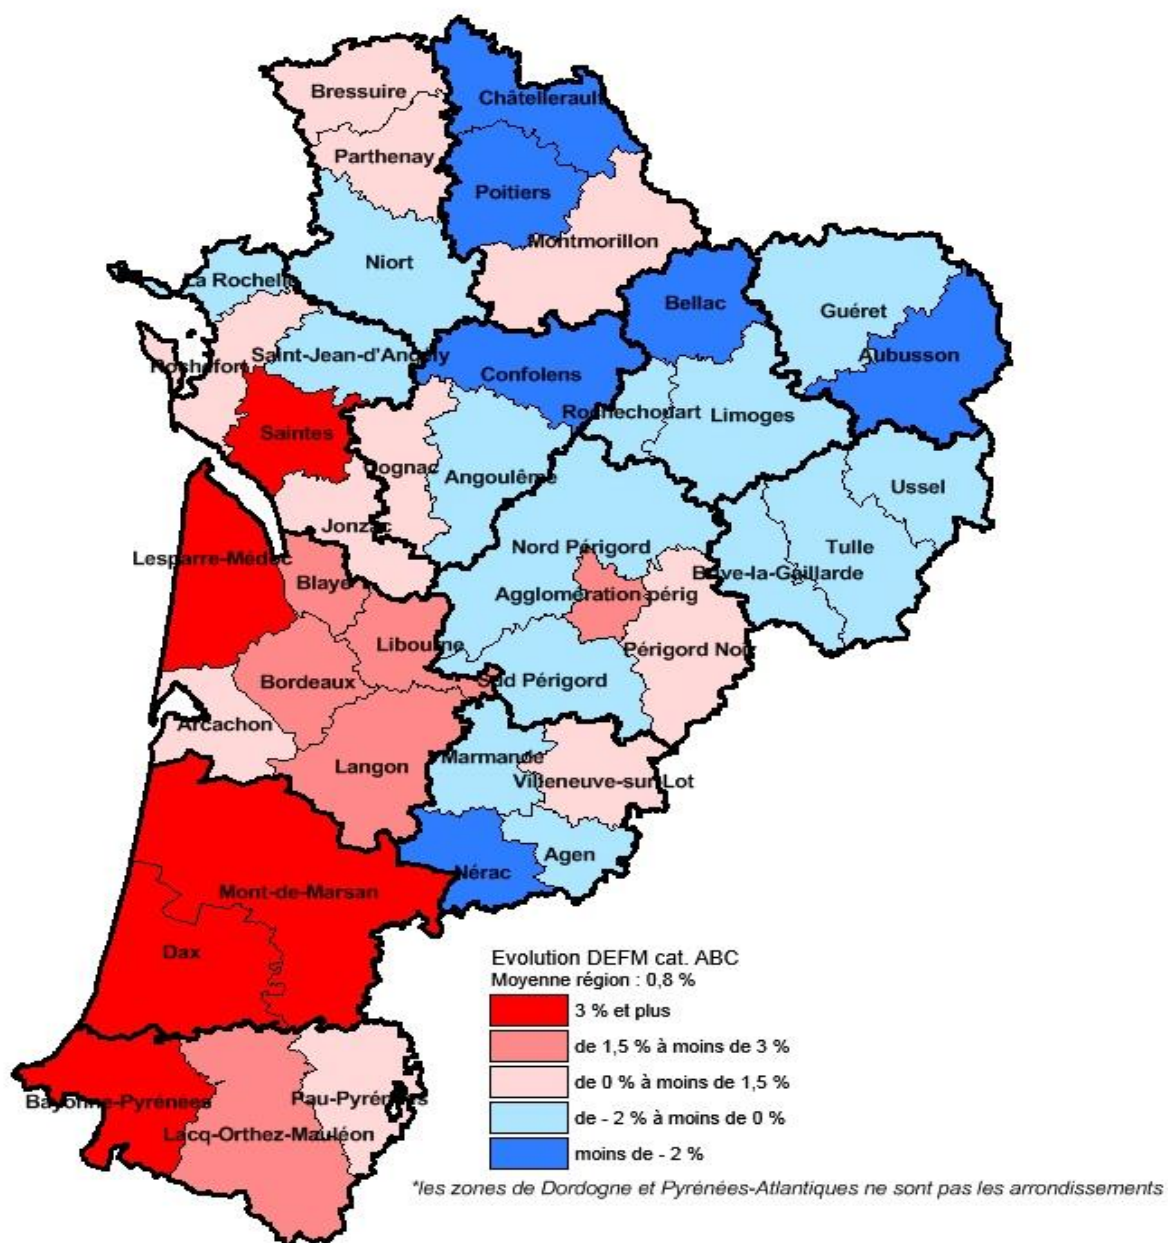 Bressuire
Châtellerault
Parthenay
Poitiers
Montmorillon
Niort
La Rochelle
Bellac
Guéret
Saint-Jean-d'Angély
Aubusson
Rochefort
Confolens
Rochechouart
Limoges
Saintes
Cognac
Angoulême
Ussel
Jonzac
Nord Périgord
Tulle
Lesparre-Médoc
Brive-la-Gaillarde
Blaye
Agglomération périg
Libourne
Périgord Noir
Bordeaux
Sud Périgord
Arcachon
Marmande
Langon
Villeneuve-sur-Lot
Agen
Nérac
Mont-de-Marsan
Dax
Evolution DEFM cat. ABC
Moyenne région : 0,8 %
3 % et plus
de 1,5 % à moins de 3 %
de 0 % à moins de 1,5 %
de - 2 % à moins de 0 %
moins de - 2 %
Bayonne-Pyrénées
Pau-Pyrénées
Lacq-Orthez-Mauléon
*les zones de Dordogne et Pyrénées-Atlantiques ne sont pas les arrondissements